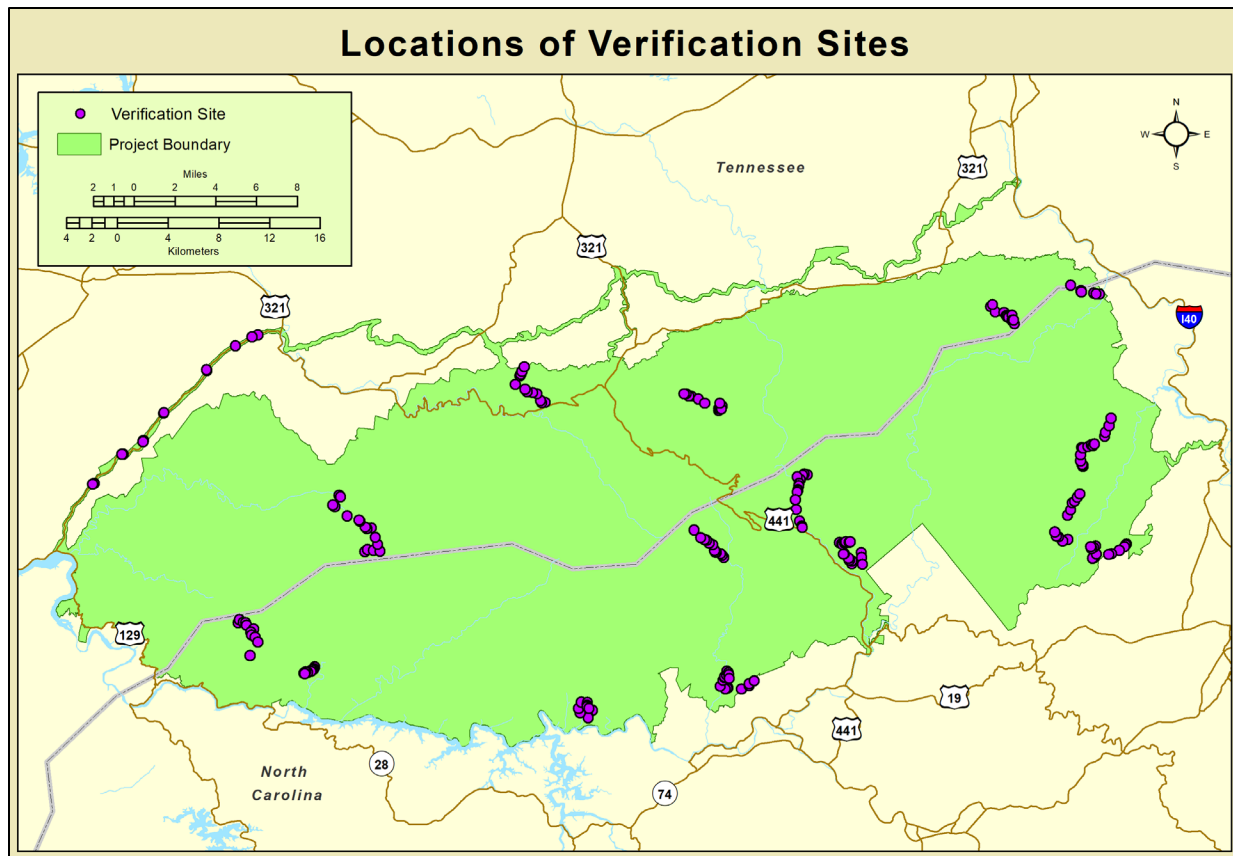 Locations of Verification Sites
Verification Site
Project Boundary
Miles
2 1 0 2 4 6 8
4 2 0 4 8 12 16
Kilometers
Tennessee
N
W E
S
321
321
321
I40
441
129
19
441
28
74
North
Carolina